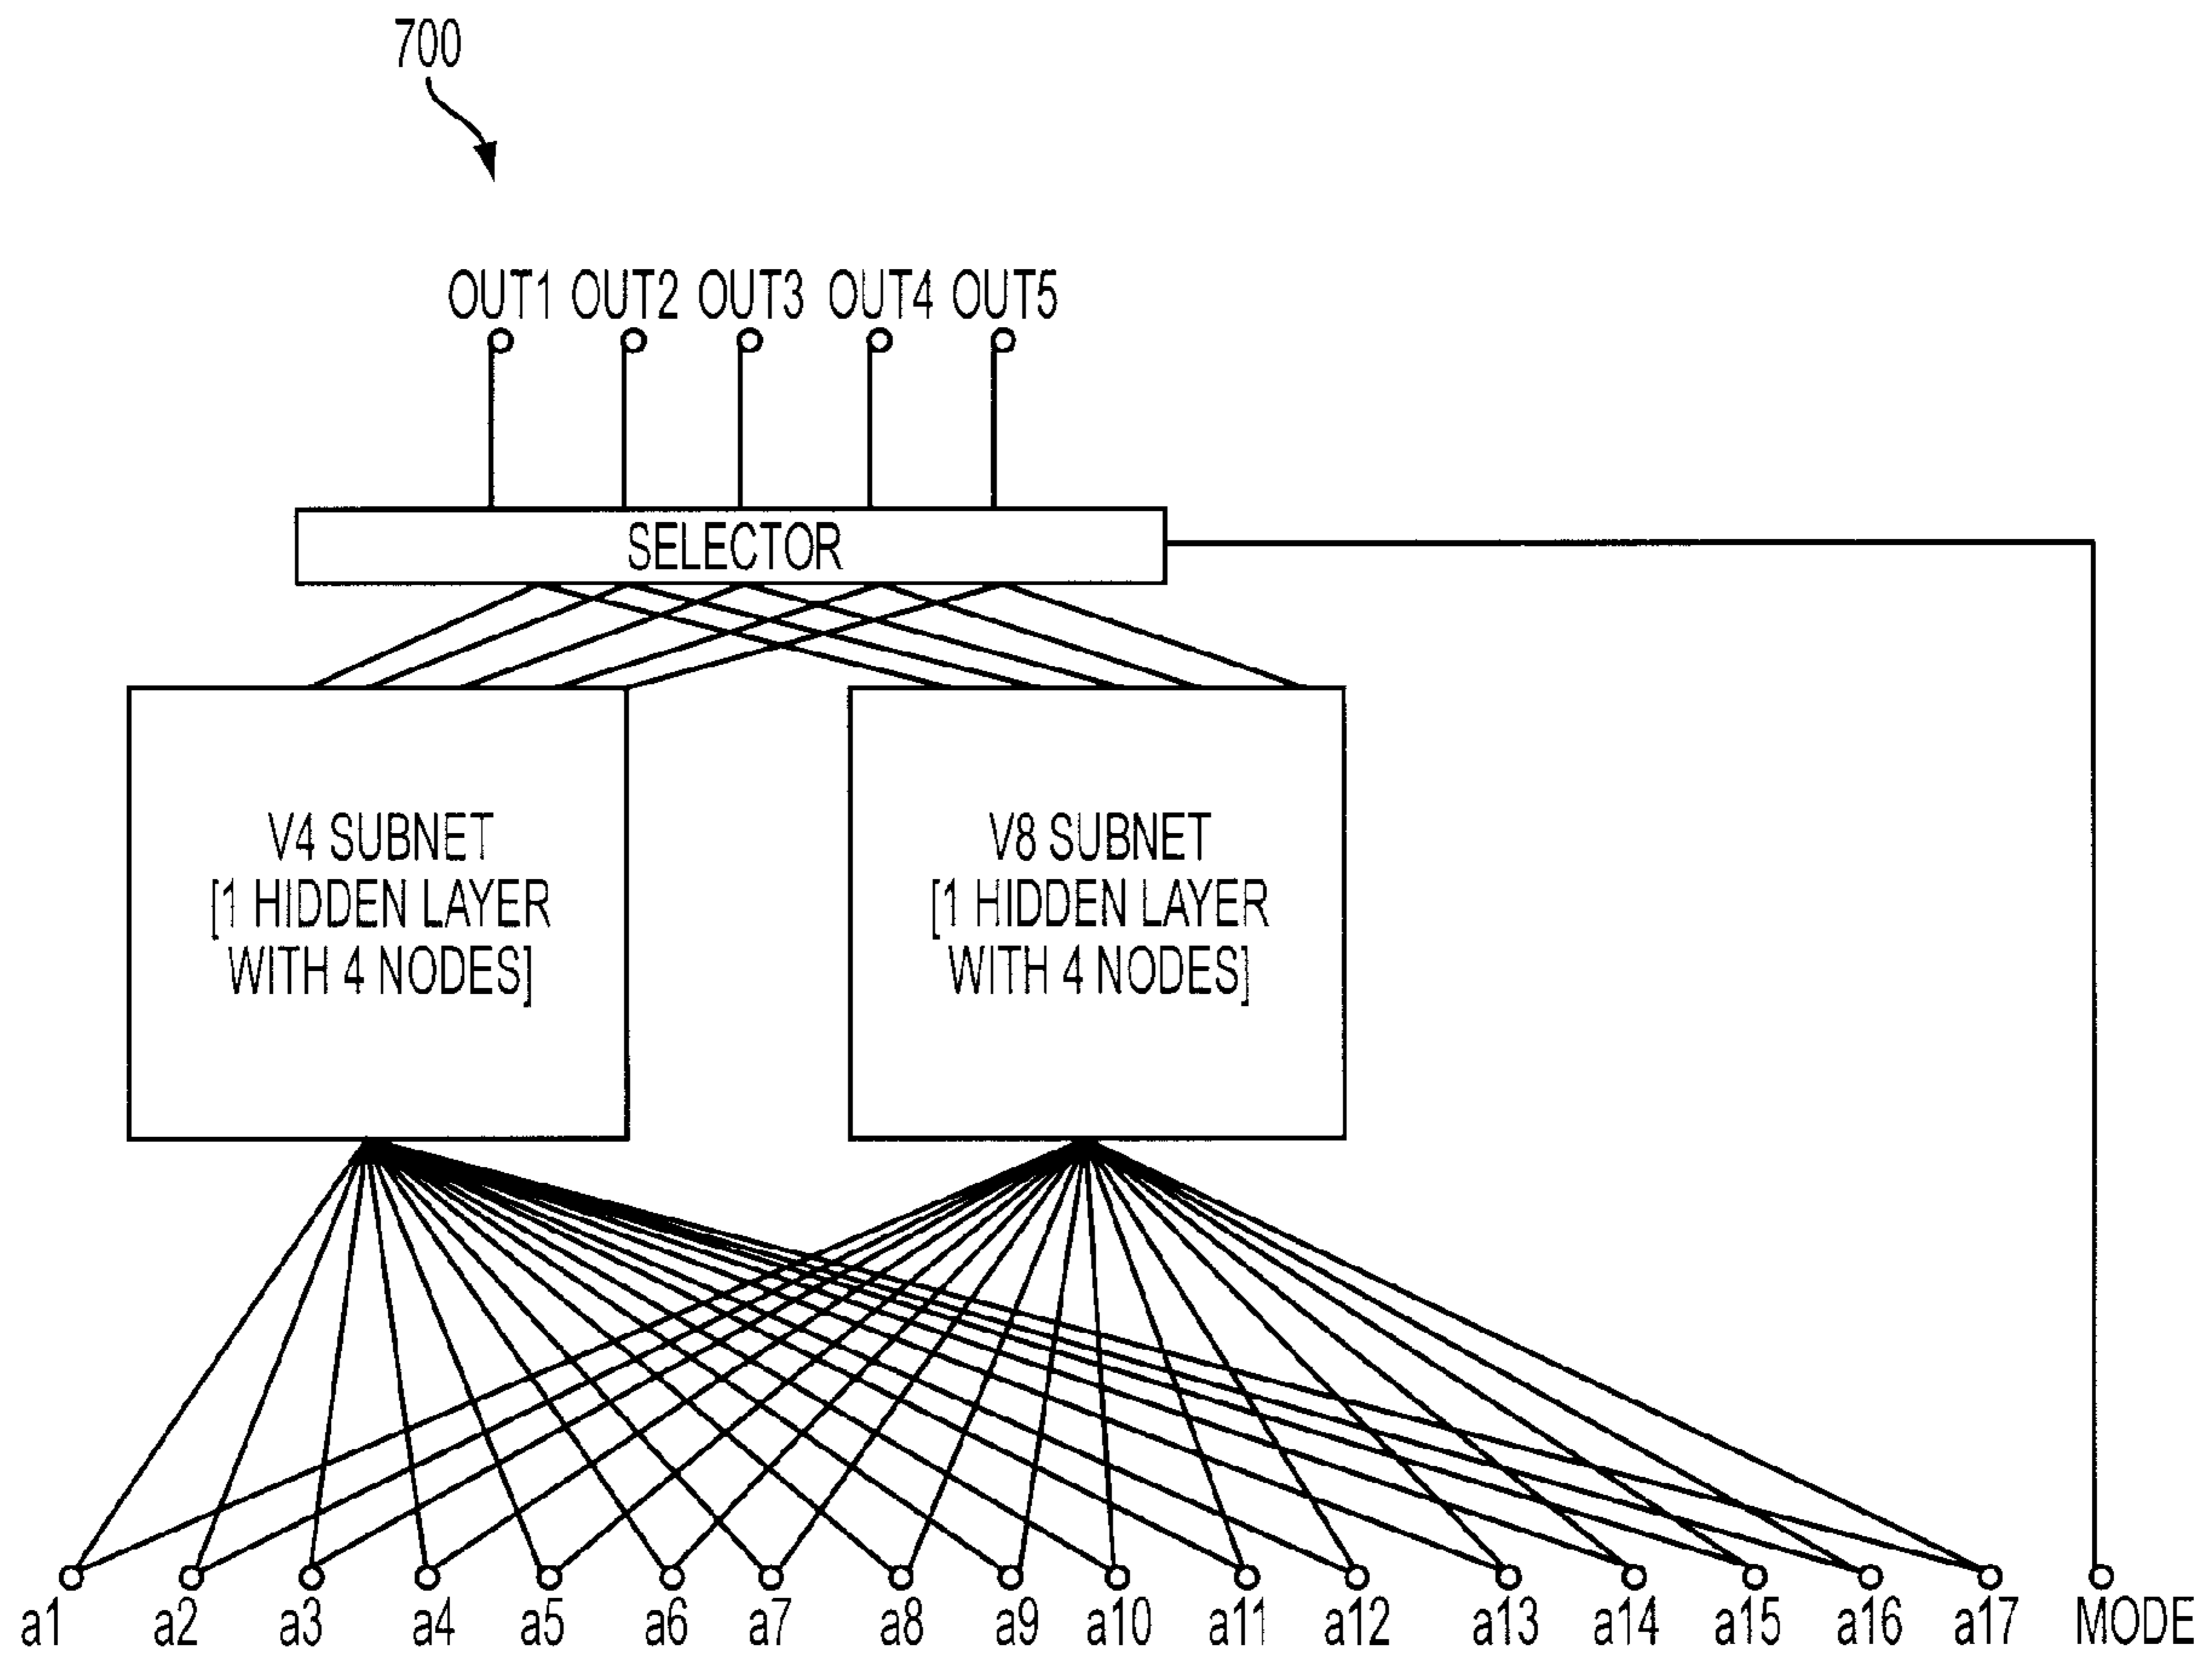 700
OUT1 OUT2 OUT3 OUT4 OUT5
SELECTOR
V4 SUBNET
[1 HIDDEN LAYER
WITH 4 NODES]
V8 SUBNET
[1 HIDDEN LAYER
WITH 4 NODES]
a1 a2 a3 a4 a5 a6 a7 a8 a9 a10 a11 a12 a13 a14 a15 a16 a17 MODE